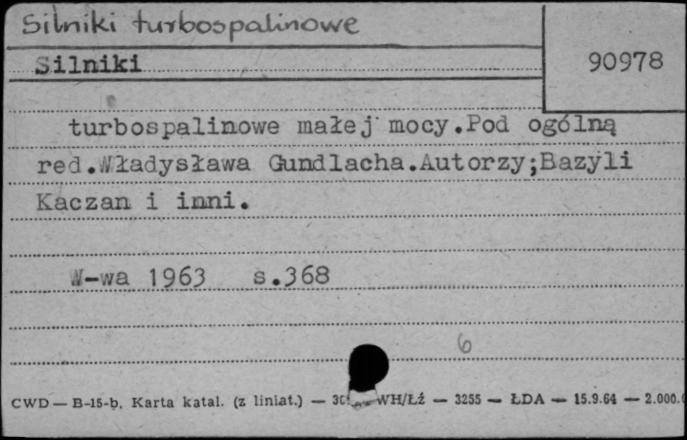 Silniki turbospalinowe
Silniki
90978
turbospalinowe małej mocy.Pod ogólną
red.Władysława Gundlacha.Autorzy;Bazyli
Kaczan i inni.
W-wa 1963 s.368
6
CWD — B-15-b. Karta katal. (z liniat.) — WH/Łź — 3255 — ŁDA — 15.9.64 — 2.000.